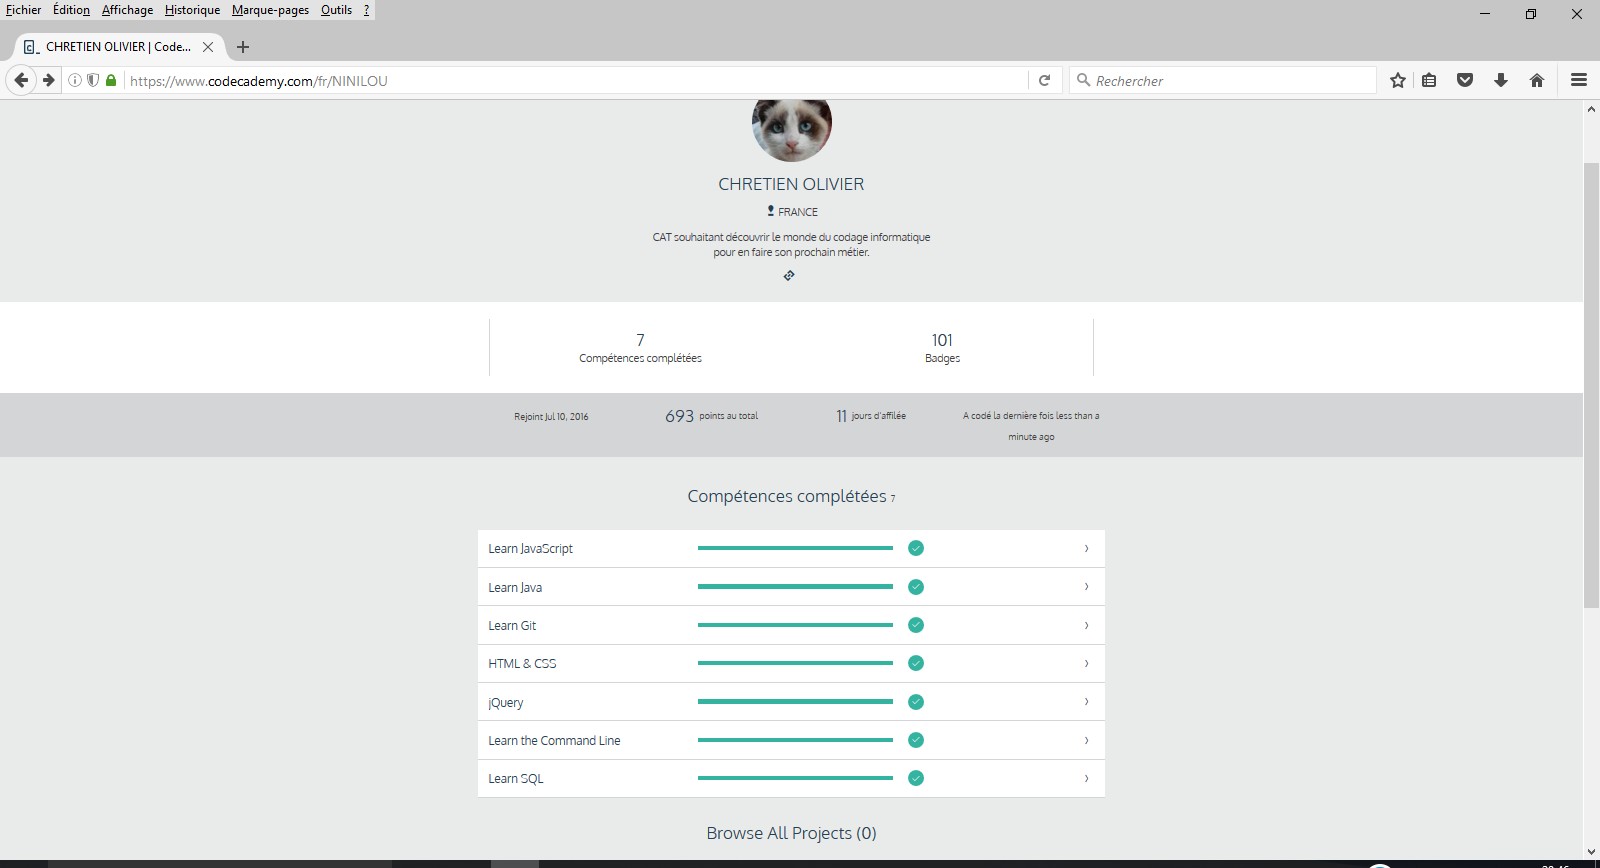 Fichier Édition Affichage Historique Marque-pages Outils ?
CHRETIEN OLIVIER | Code...
https://www.codecademy.com/fr/NINILOU
Rechercher
CHRETIEN OLIVIER
FRANCE
CAT souhaitant découvrir le monde du codage informatique
pour en faire son prochain métier.
7
Compétences complétées
101
Badges
Rejoint Jul 10, 2016
693 points au total
11 jours d'affilée
A codé la dernière fois less than a
minute ago
Compétences complétées 7
Learn JavaScript
Learn Java
Learn Git
HTML & CSS
jQuery
Learn the Command Line
Learn SQL
Browse All Projects (0)